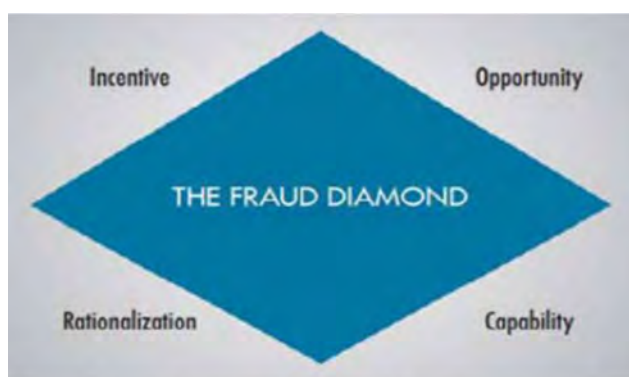 Incentive
Opportunity
THE FRAUD DIAMOND
Rationalization
Capability